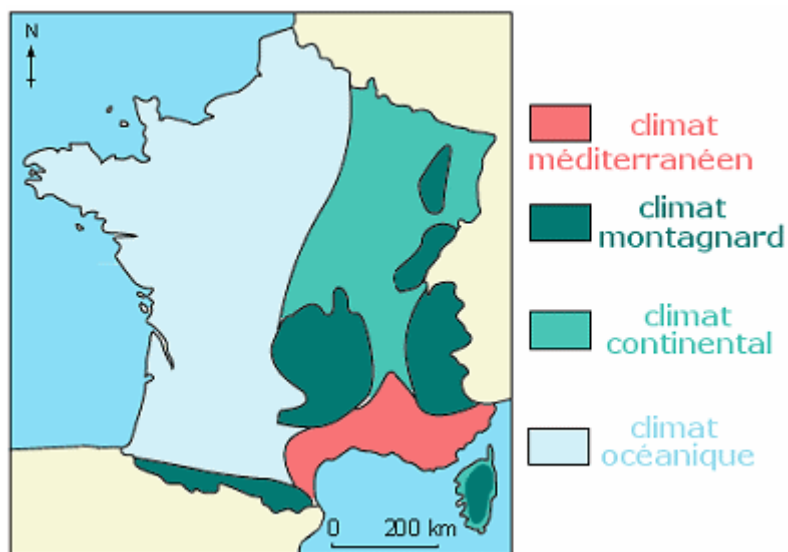 N
climat
méditerranéen
climat
montagnard
climat
continental
climat
océanique
0 200 km